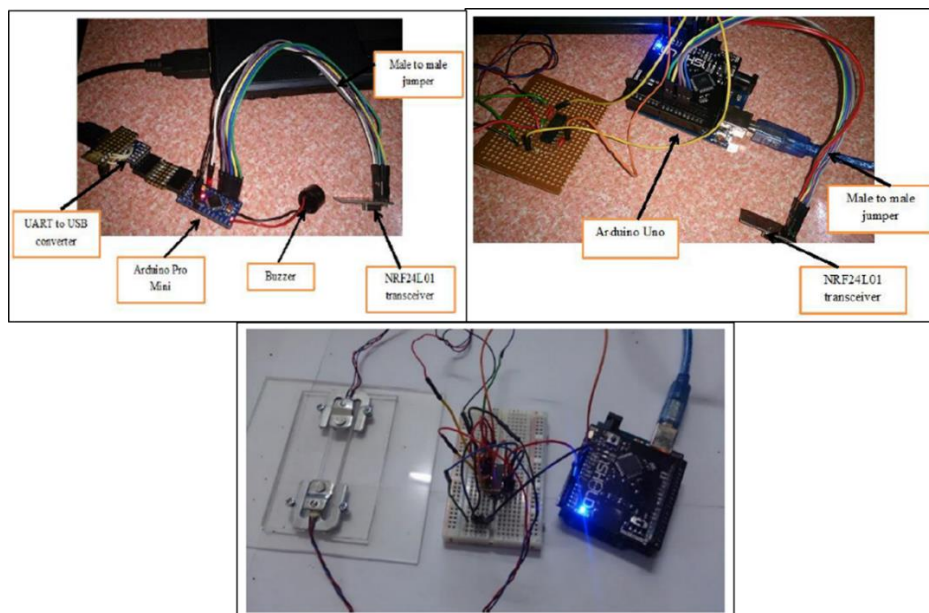 Male to male
jumper
UART to USB
converter
Arduino Pro
Mini
Buzzer
NRF24L01
transceiver
Arduino Uno
Male to male
jumper
NRF24L01
transceiver